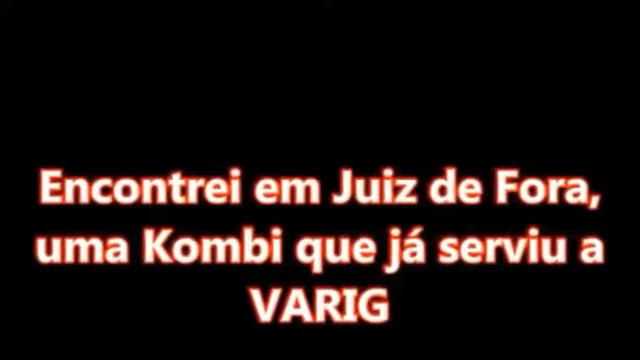 Encontrei em Juiz de Fora,
uma Kombi que já serviu a
VARIG